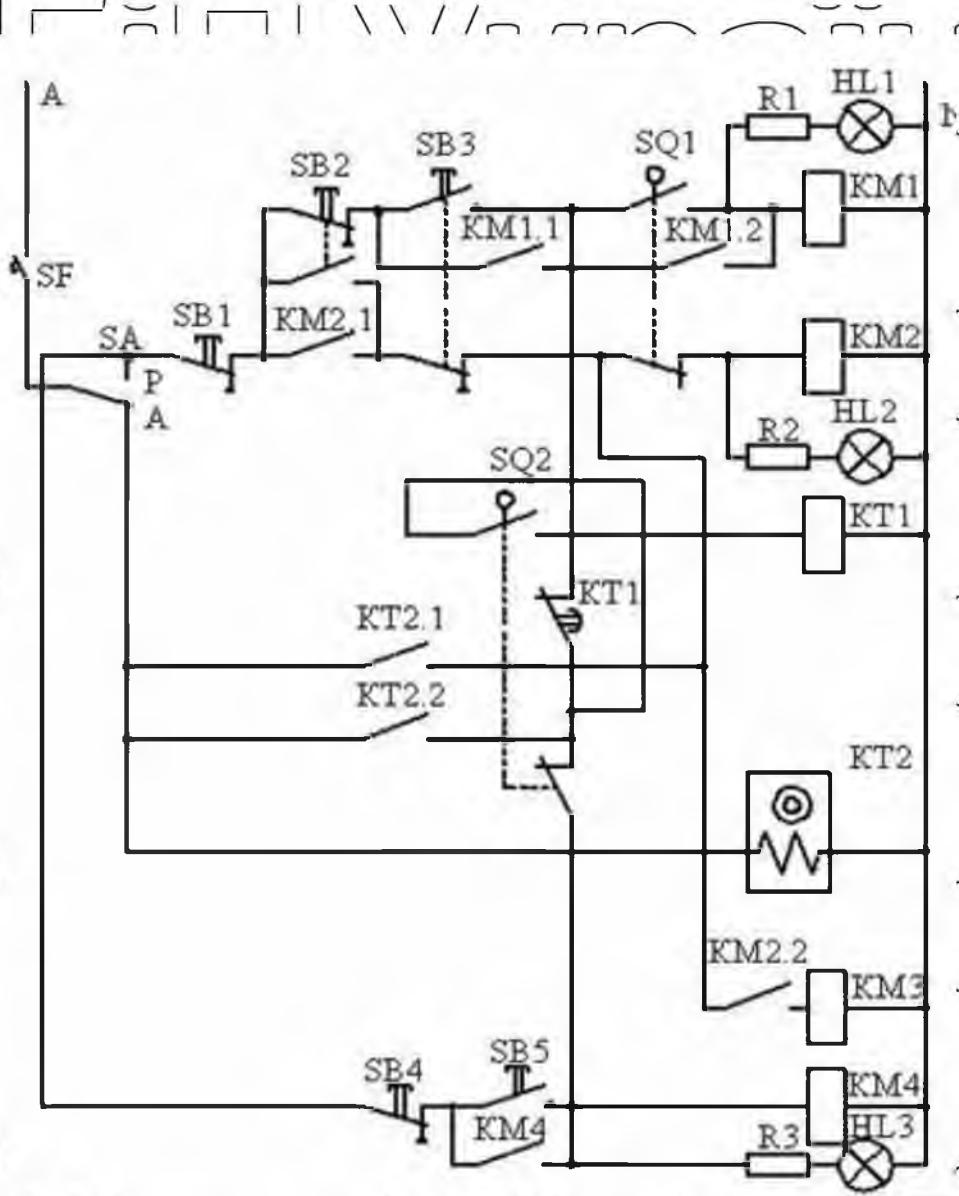 A
HL1
R1
SB3
SQ1
SB2
KM1
KM1.1
KM1.2
SF
SB1
KM2.1
KM2
SA
P
A
HL2
R2
SQ2
KT1
KT1
KT2.1
KT2.2
KT2
KM2.2
KM3
SB5
SB4
KM4
KM4
HL3
R3